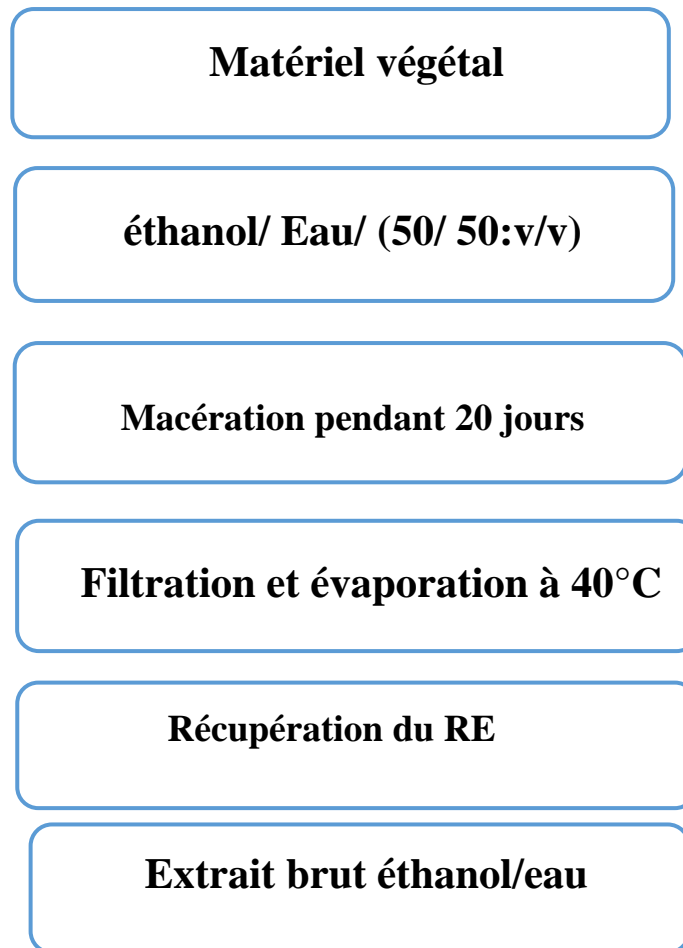 Matériel végétal
éthanol/ Eau/ (50/ 50:v/v)
Macération pendant 20 jours
Filtration et évaporation à 40°C
Récupération du RE
Extrait brut éthanol/eau